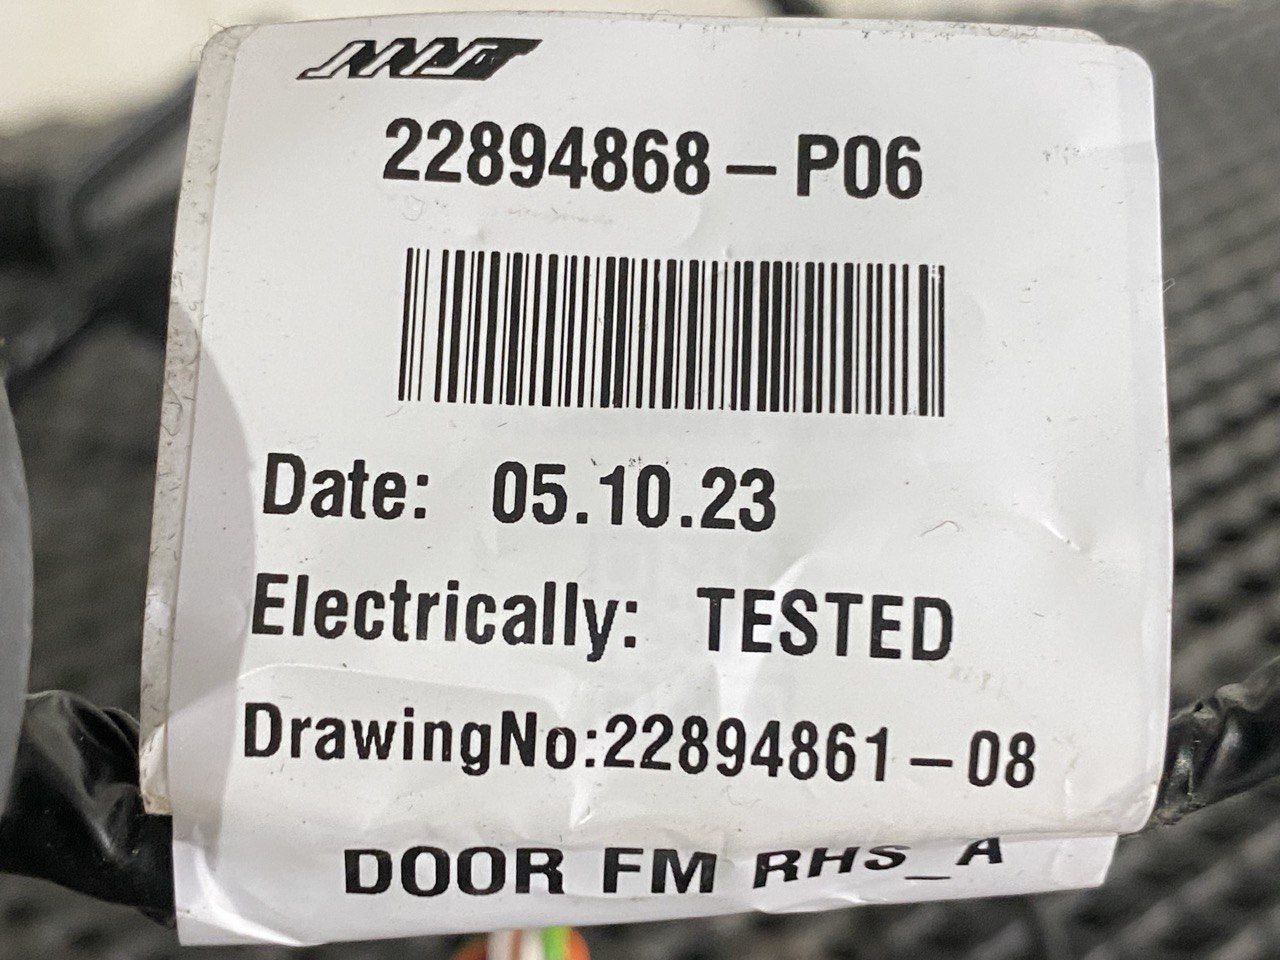 22894868-P06
Date: 05.10.23
Electrically: TESTED
DrawingNo:22894861-08
DOOR FM RHS_A